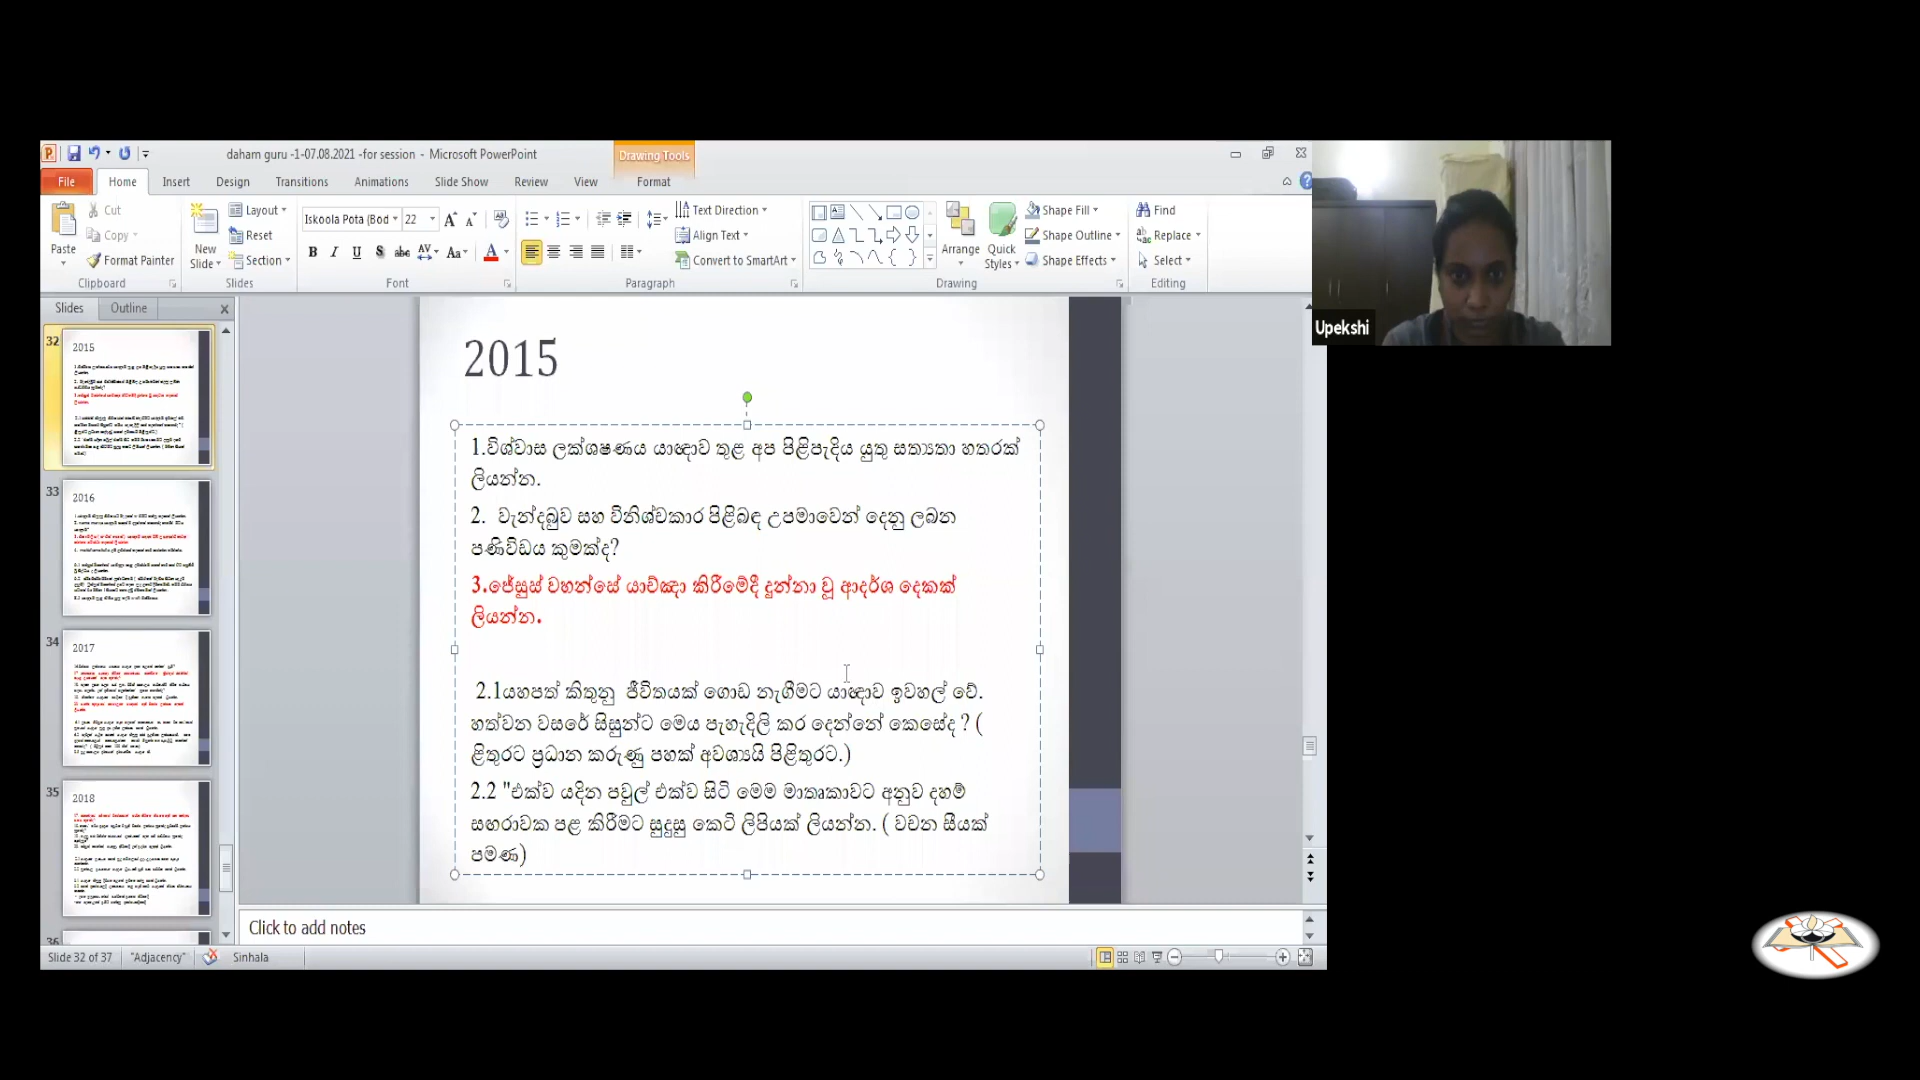 daham guru -1-07.08.2021 -for session - Microsoft PowerPoint
Drawing Tools
File Home Insert Design Transitions Animations Slide Show Review View Format
Cut
Copy
Paste
Format Painter
Clipboard
New Slide
Layout
Reset
Section
Slides
Iskoola Pota (Bod 22
B I U S abc AV Aa A
Font
Text Direction
Align Text
Convert to SmartArt
Paragraph
Arrange
Quick Styles
Shape Fill
Shape Outline
Shape Effects
Drawing
Find
Replace
Select
Editing
Slides Outline
32
2015
33
2016
34
2017
35
2018
36
2015
1.විශ්වාස ලක්ශෂණය යාඥාව තුළ අප පිළිපැදිය යුතු සත්‍යතා හතරක්
ලියන්න.
2. වැන්දබුව සහ විනිශ්චකාර පිළිබඳ උපමාවෙන් දෙනු ලබන
පණිවිඩය කුමක්ද?
3.ජේසුස් වහන්සේ යාච්ඤා කිරීමේදී දුන්නා වූ ආදර්ශ දෙකක්
ලියන්න.
2.1යහපත් කිතුනු ජීවිතයක් ගොඩ නැගීමට යාඥාව ඉවහල් වේ.
හත්වන වසරේ සිසුන්ට මෙය පැහැදිලි කර දෙන්නේ කෙසේද ? (
ළිතුරට ප්‍රධාන කරුණු පහක් අවශ්‍යයි පිළිතුරට.)
2.2 "එක්ව යදින පවුල් එක්ව සිටී මෙම මාතෘකාවට අනුව දහම්
සඟරාවක පළ කිරීමට සුදුසු කෙටි ලිපියක් ලියන්න. ( වචන සීයක්
පමණ)
Click to add notes
Slide 32 of 37 "Adjacency" Sinhala
Upekshi